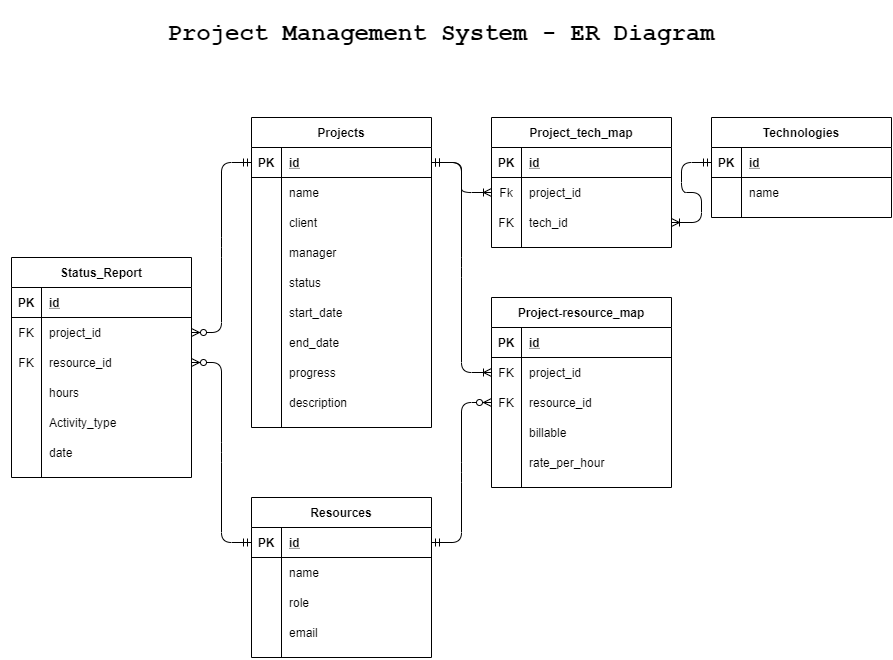 Project Management System - ER Diagram
Projects
PK id
name
client
manager
status
start_date
end_date
progress
description
Project_tech_map
PK id
Fk project_id
FK tech_id
Technologies
PK id
name
Status_Report
PK id
FK project_id
FK resource_id
hours
Activity_type
date
Project-resource_map
PK id
FK project_id
FK resource_id
billable
rate_per_hour
Resources
PK id
name
role
email